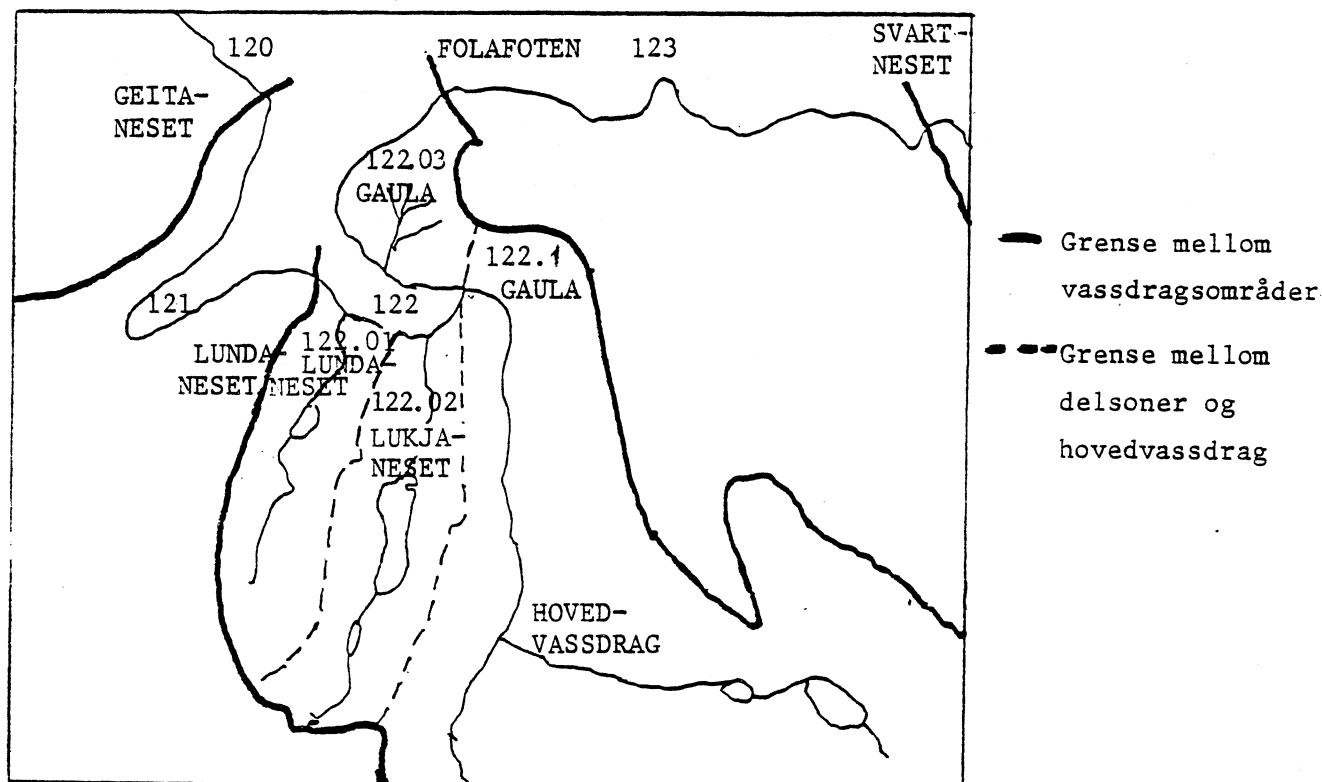 120
FOLAFOTEN
123
SVART-
NESET
GEITA-
NESET
122.03
GAULA
122.1
GAULA
121
122
LUNDA-
NESET
122.01
LUNDA-
NESET
122.02
LUKJA-
NESET
HOVED-
VASSDRAG
Grense mellom
vassdragsområder
Grense mellom
delsoner og
hovedvassdrag